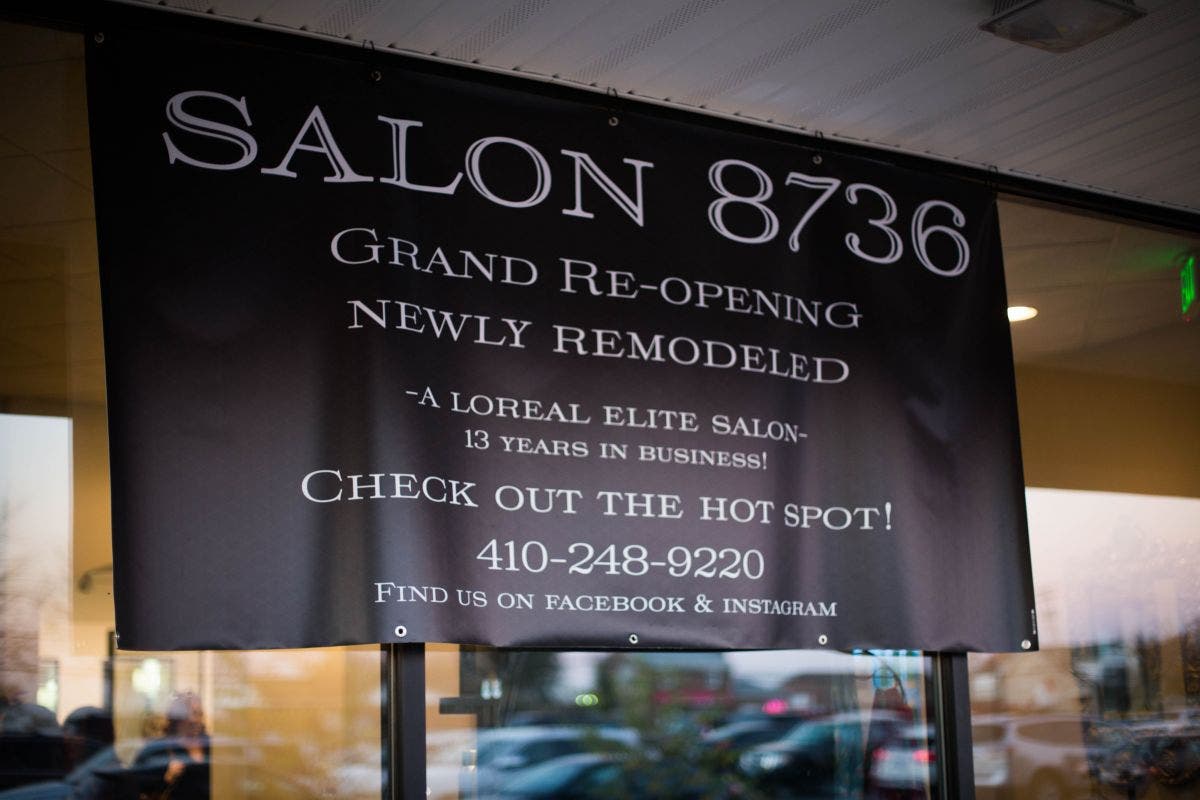 SALON 8736
GRAND RE-OPENING
NEWLY REMODELED
-A LOREAL ELITE SALON-
13 YEARS IN BUSINESS!
CHECK OUT THE HOT SPOT!
410-248-9220
FIND US ON FACEBOOK & INSTAGRAM